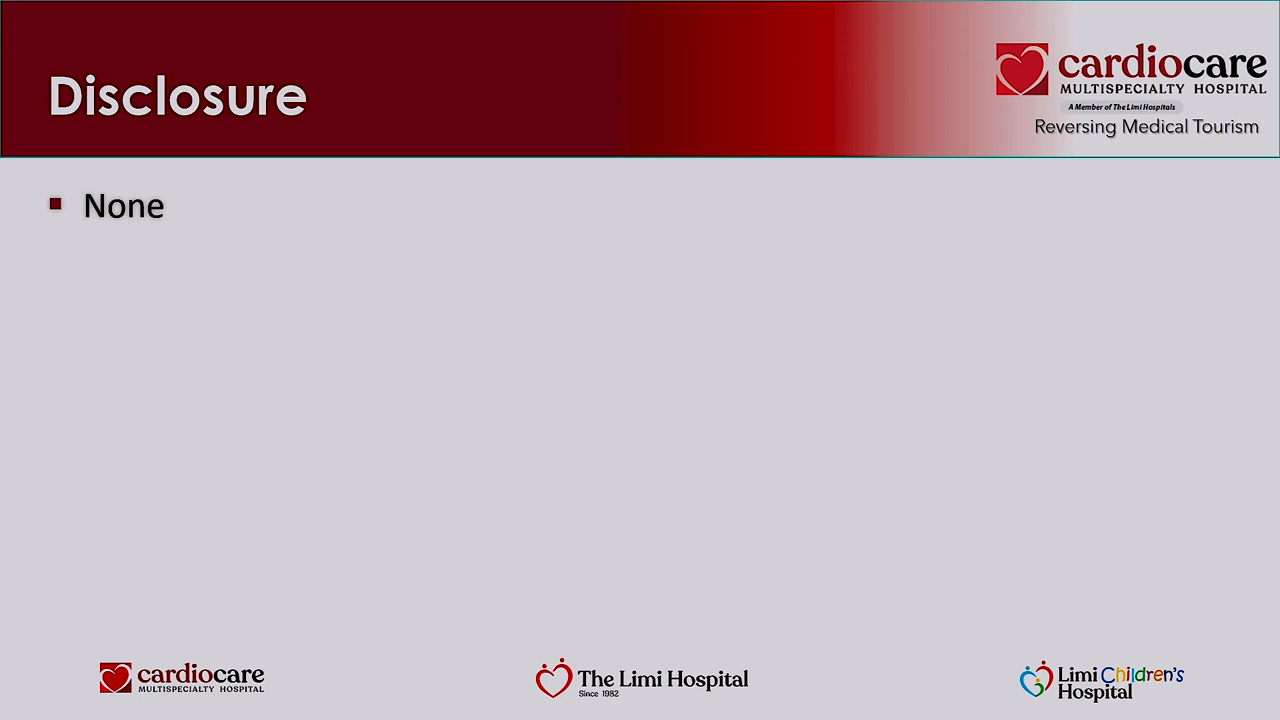 Disclosure
cardiocare
MULTISPECIALTY HOSPITAL
A Member of The Limi Hospitals
Reversing Medical Tourism
None
cardiocare
MULTISPECIALTY HOSPITAL
The Limi Hospital
Since 1982
Limi Children's
Hospital